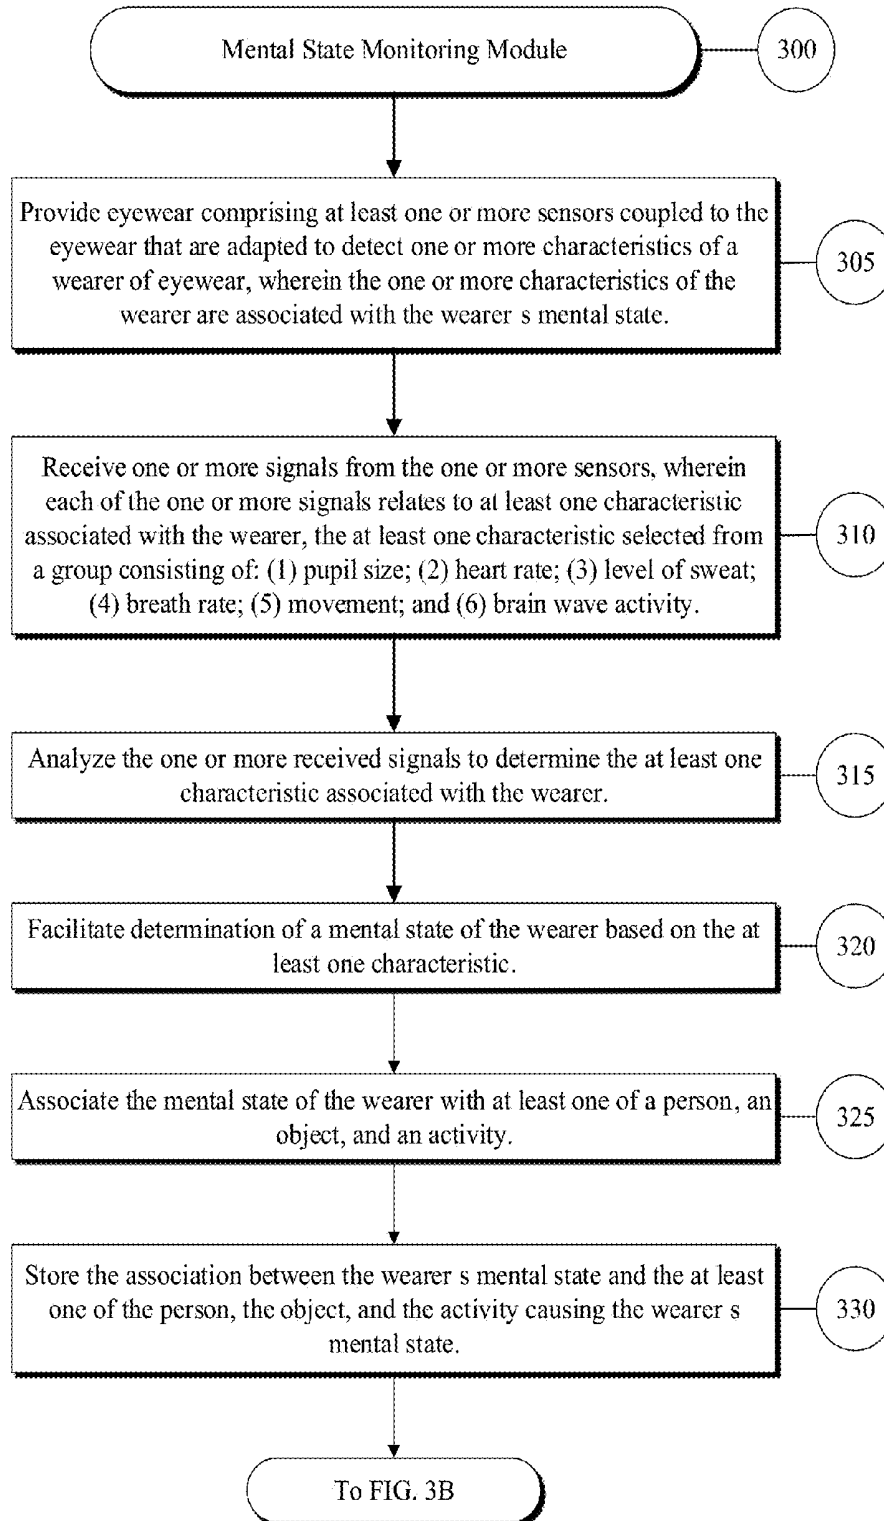 Mental State Monitoring Module
300
Provide eyewear comprising at least one or more sensors coupled to the
eyewear that are adapted to detect one or more characteristics of a
wearer of eyewear, wherein the one or more characteristics of the
wearer are associated with the wearer s mental state.
305
Receive one or more signals from the one or more sensors, wherein
each of the one or more signals relates to at least one characteristic
associated with the wearer, the at least one characteristic selected from
a group consisting of: (1) pupil size; (2) heart rate; (3) level of sweat;
(4) breath rate; (5) movement; and (6) brain wave activity.
310
Analyze the one or more received signals to determine the at least one
characteristic associated with the wearer.
315
Facilitate determination of a mental state of the wearer based on the at
least one characteristic.
320
Associate the mental state of the wearer with at least one of a person, an
object, and an activity.
325
Store the association between the wearer s mental state and the at least
one of the person, the object, and the activity causing the wearer s
mental state.
330
To FIG. 3B